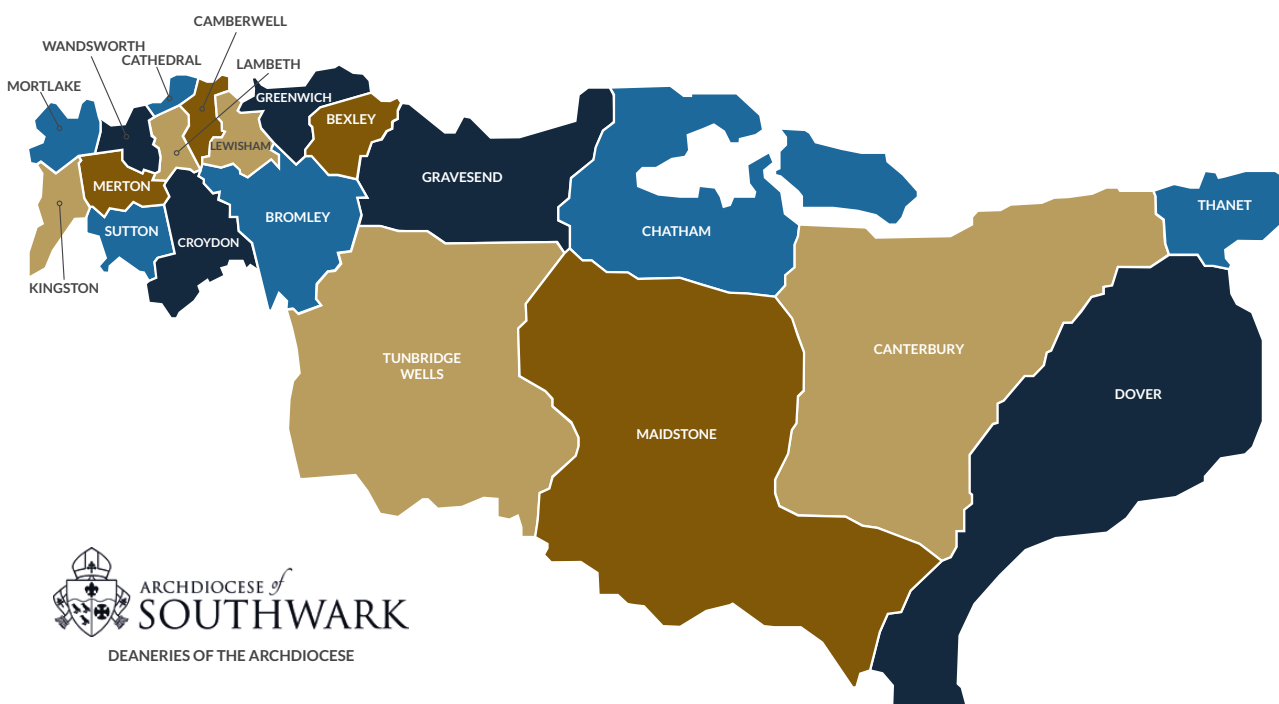 CAMBERWELL
WANDSWORTH
CATHEDRAL
LAMBETH
MORTLAKE
GREENWICH
BEXLEY
LEWISHAM
GRAVESEND
MERTON
THANET
BROMLEY
SUTTON
CHATHAM
CROYDON
KINGSTON
CANTERBURY
TUNBRIDGE
WELLS
DOVER
MAIDSTONE
ARCHDIOCESE of
SOUTHWARK
DEANERIES OF THE ARCHDIOCESE